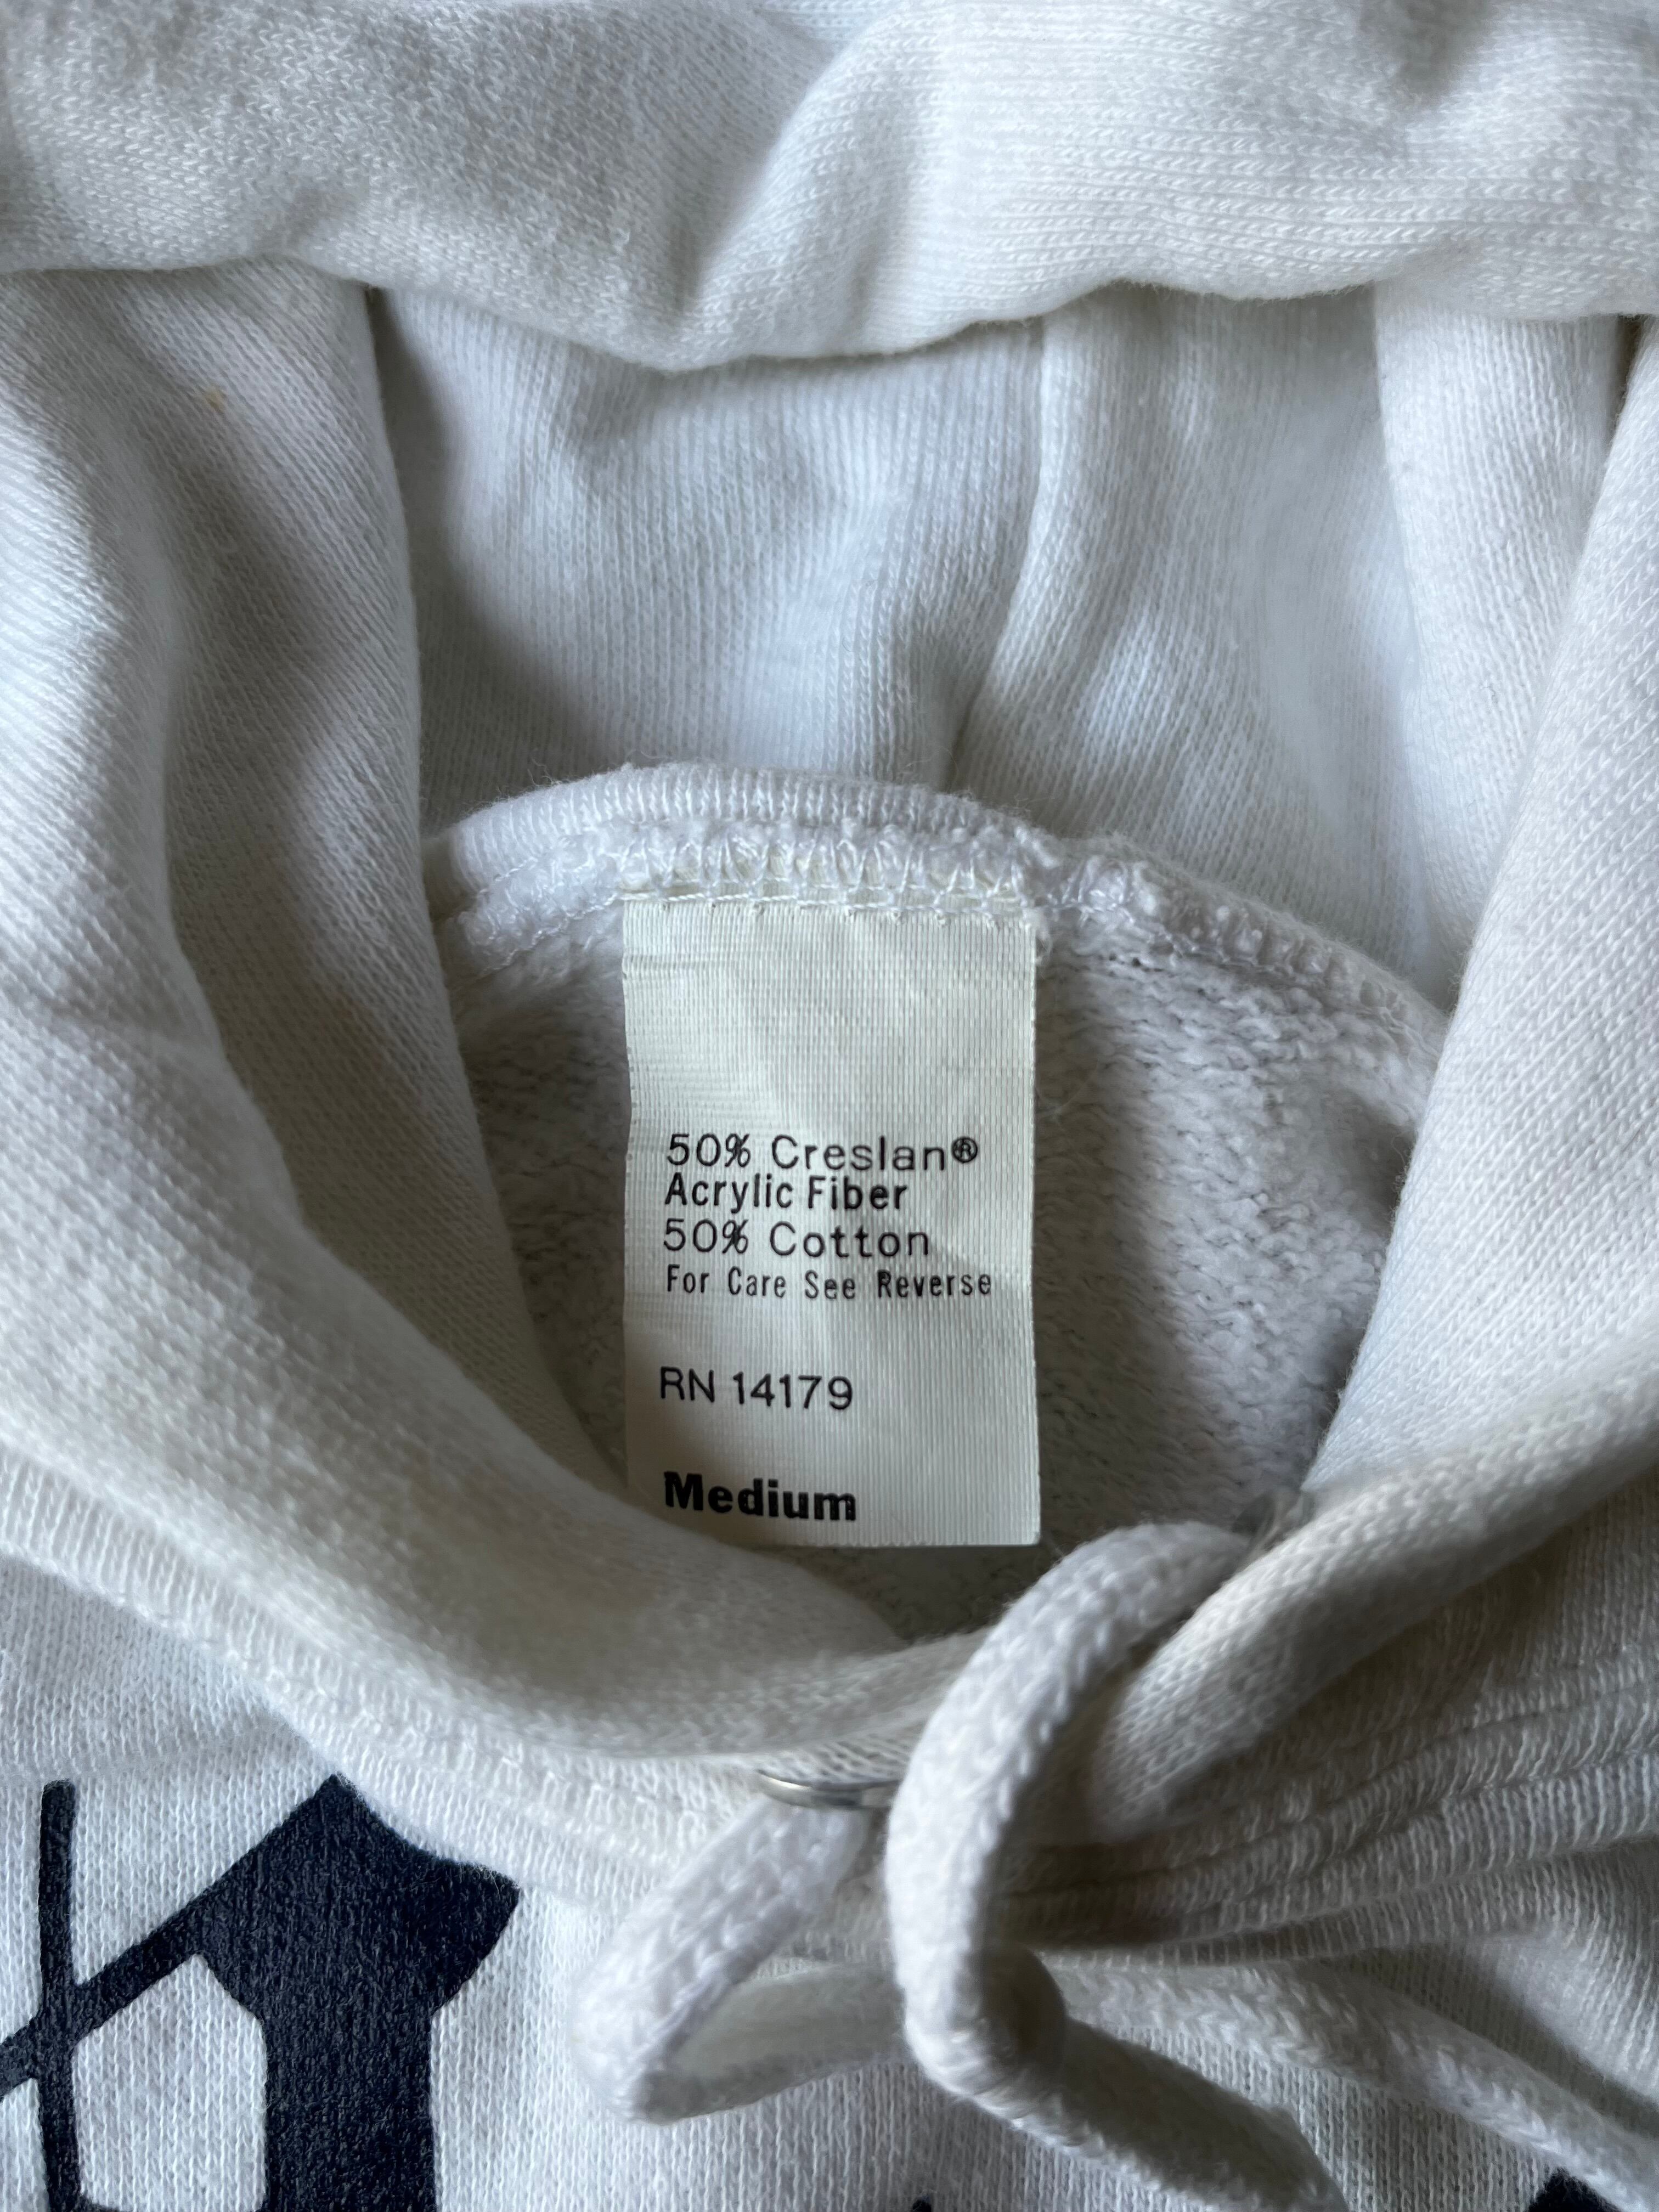 50% Creslan®
Acrylic Fiber
50% Cotton
For Care See Reverse
RN 14179
Medium